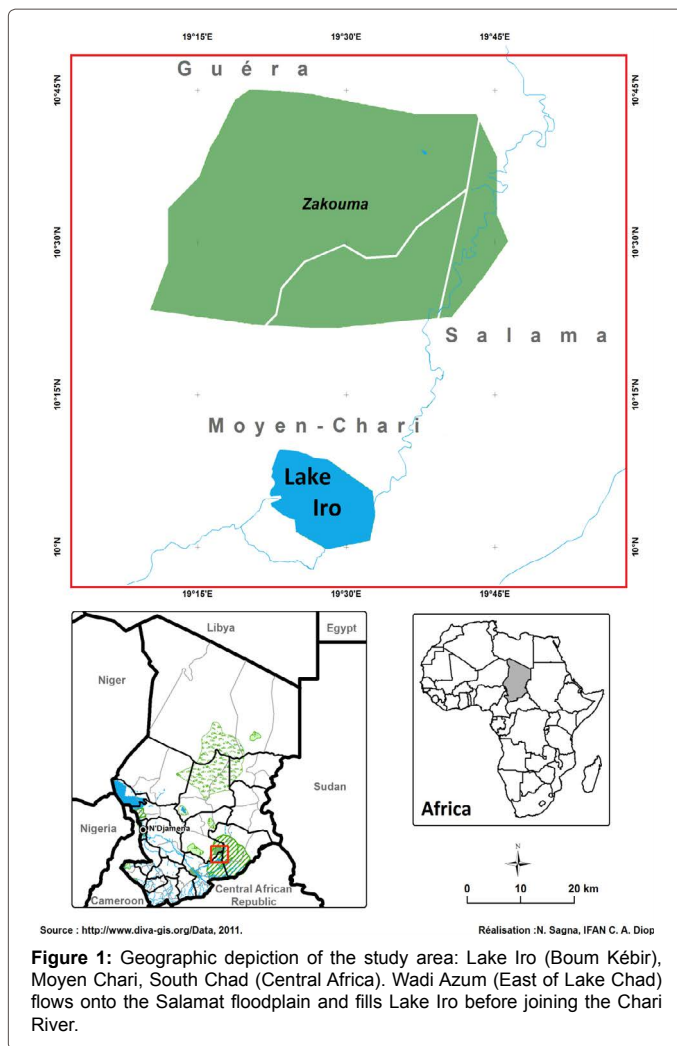 19°15'E 19°30'E 19°45'E
G u é r a
10°45'N 10°45'N
Zakouma
10°30'N 10°30'N
S a l a m a
10°15'N 10°15'N
M o y e n - C h a r i
Lake
Iro
10°N 10°N
19°15'E 19°30'E 19°45'E
Libya
Egypt
Niger
Sudan
Nigeria
N'Djamena
Cameroon
Central African
Republic
Africa
N
0 10 20 km
Source : http://www.diva-gis.org/Data, 2011.
Réalisation :N. Sagna, IFAN C. A. Diop
Figure 1: Geographic depiction of the study area: Lake Iro (Boum Kébir),
Moyen Chari, South Chad (Central Africa). Wadi Azum (East of Lake Chad)
flows onto the Salamat floodplain and fills Lake Iro before joining the Chari
River.